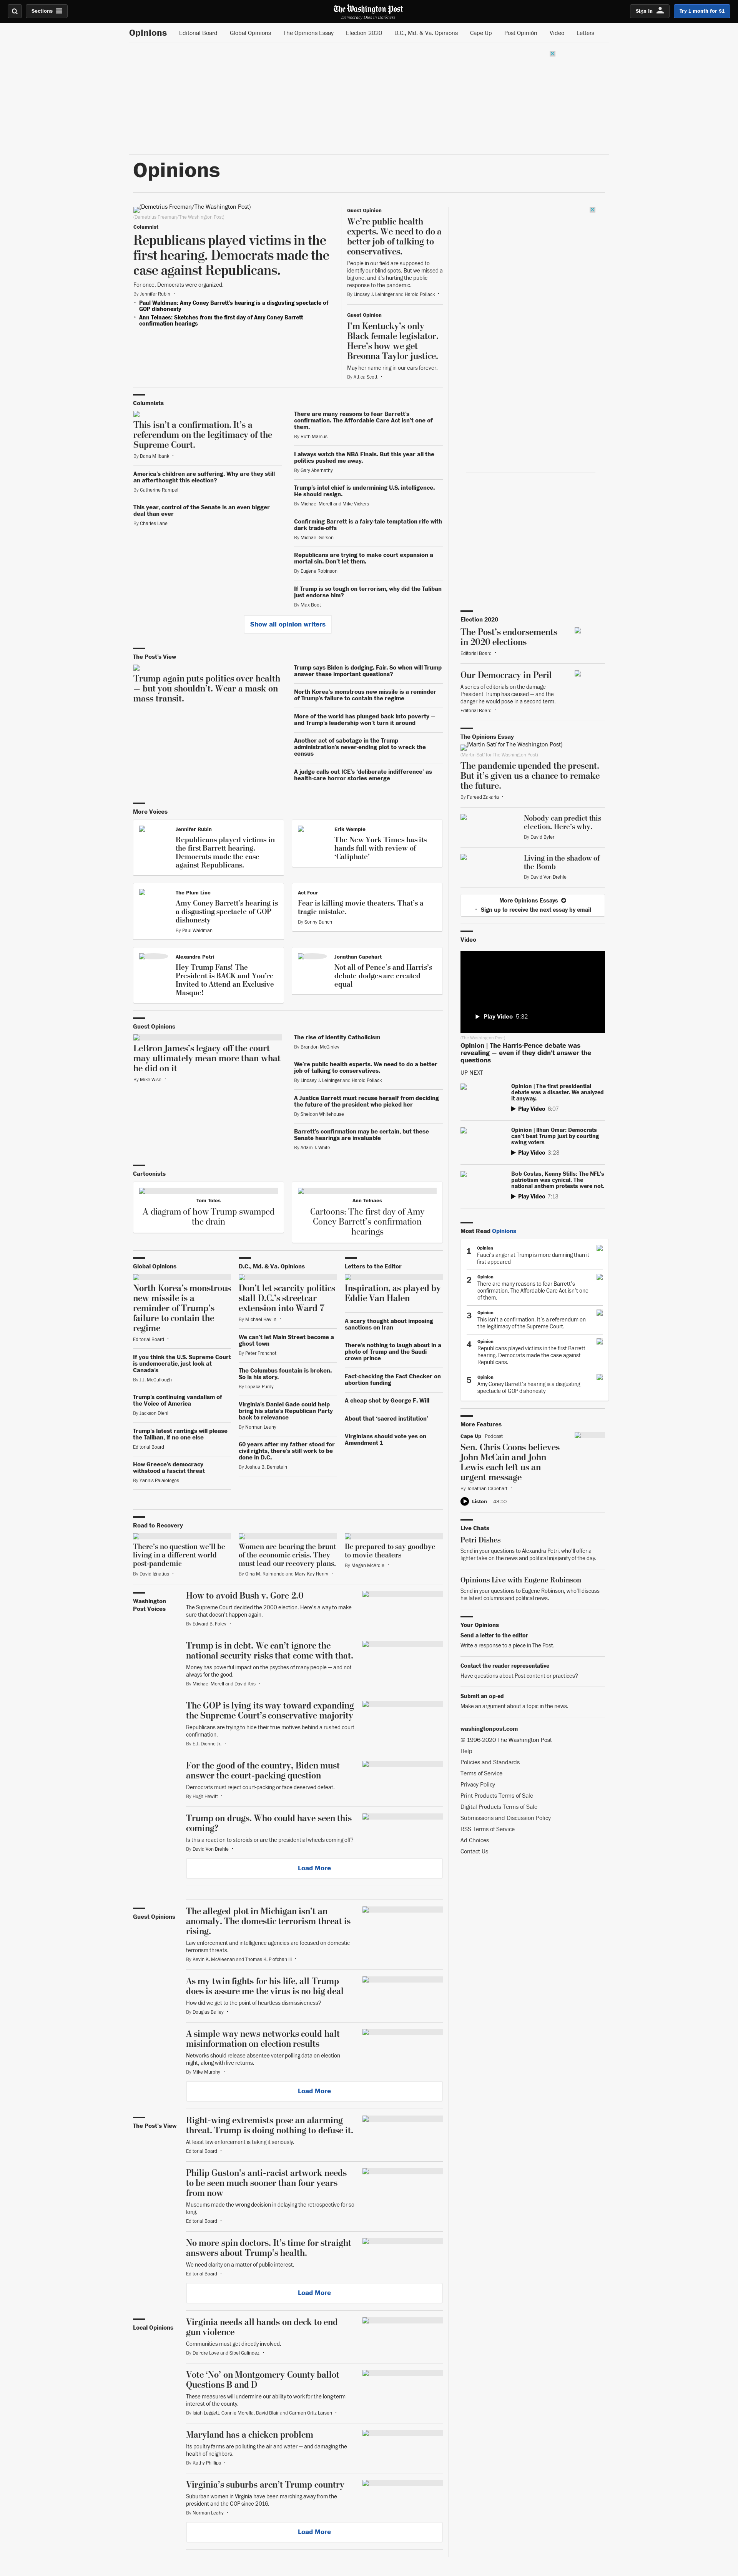 Sections
The Washington Post
Democracy Dies in Darkness
Sign in
Try 1 month for $1
Opinions
Editorial Board
Global Opinions
The Opinions Essay
Election 2020
D.C., Md. & Va. Opinions
Cape Up
Post Opinión
Video
Letters
Opinions
(Demetrius Freeman/The Washington Post)
(Demetrius Freeman/The Washington Post)
Columnist
Republicans played victims in the
first hearing. Democrats made the
case against Republicans.
For once, Democrats were organized.
By Jennifer Rubin •
• Paul Waldman: Amy Coney Barrett's hearing is a disgusting spectacle of
GOP dishonesty
• Ann Telnaes: Sketches from the first day of Amy Coney Barrett
confirmation hearings
Guest Opinion
We're public health
experts. We need to do a
better job of talking to
conservatives.
People in our field are supposed to
identify our blind spots. But we missed a
big one, and it's hurting the public
response to the pandemic.
By Lindsey J. Leininger and Harold Pollack •
Guest Opinion
I'm Kentucky's only
Black female legislator.
Here's how we get
Breonna Taylor justice.
May her name ring in our ears forever.
By Attica Scott •
Columnists
This isn't a confirmation. It's a
referendum on the legitimacy of the
Supreme Court.
By Dana Milbank •
America's children are suffering. Why are they still
an afterthought this election?
By Catherine Rampell
This year, control of the Senate is an even bigger
deal than ever
By Charles Lane
There are many reasons to fear Barrett's
confirmation. The Affordable Care Act isn't one of
them.
By Ruth Marcus
I always watch the NBA Finals. But this year all the
politics pushed me away.
By Gary Abernathy
Trump's intel chief is undermining U.S. intelligence.
He should resign.
By Michael Morell and Mike Vickers
Confirming Barrett is a fairy-tale temptation rife with
dark trade-offs
By Michael Gerson
Republicans are trying to make court expansion a
mortal sin. Don't let them.
By Eugene Robinson
If Trump is so tough on terrorism, why did the Taliban
just endorse him?
By Max Boot
Show all opinion writers
The Post's View
Trump again puts politics over health
— but you shouldn't. Wear a mask on
mass transit.
Trump says Biden is dodging. Fair. So when will Trump
answer these important questions?
North Korea's monstrous new missile is a reminder
of Trump's failure to contain the regime
More of the world has plunged back into poverty —
and Trump's leadership won't turn it around
Another act of sabotage in the Trump
administration's never-ending plot to wreck the
census
A judge calls out ICE's 'deliberate indifference' as
health-care horror stories emerge
More Voices
Jennifer Rubin
Republicans played victims in
the first Barrett hearing.
Democrats made the case
against Republicans.
Erik Wemple
The New York Times has its
hands full with review of
'Caliphate'
The Plum Line
Amy Coney Barrett's hearing is
a disgusting spectacle of GOP
dishonesty
By Paul Waldman
Act Four
Fear is killing movie theaters. That's a
tragic mistake.
By Sonny Bunch
Alexandra Petri
Hey Trump Fans! The
President is BACK and You're
Invited to Attend an Exclusive
Masque!
Jonathan Capehart
Not all of Pence's and Harris's
debate dodges are created
equal
Guest Opinions
LeBron James's legacy off the court
may ultimately mean more than what
he did on it
By Mike Wise •
The rise of identity Catholicism
By Brandon McGinley
We're public health experts. We need to do a better
job of talking to conservatives.
By Lindsey J. Leininger and Harold Pollack
A Justice Barrett must recuse herself from deciding
the future of the president who picked her
By Sheldon Whitehouse
Barrett's confirmation may be certain, but these
Senate hearings are invaluable
By Adam J. White
Cartoonists
Tom Toles
A diagram of how Trump swamped
the drain
Ann Telnaes
Cartoons: The first day of Amy
Coney Barrett's confirmation
hearings
Global Opinions
North Korea's monstrous
new missile is a
reminder of Trump's
failure to contain the
regime
Editorial Board •
If you think the U.S. Supreme Court
is undemocratic, just look at
Canada's
By J.J. McCullough
Trump's continuing vandalism of
the Voice of America
By Jackson Diehl
Trump's latest rantings will please
the Taliban, if no one else
Editorial Board
How Greece's democracy
withstood a fascist threat
By Yannis Palaiologos
D.C., Md. & Va. Opinions
Don't let scarcity politics
stall D.C.'s streetcar
extension into Ward 7
By Michael Havlin •
We can't let Main Street become a
ghost town
By Peter Franchot
The Columbus fountain is broken.
So is his story.
By Lopaka Purdy
Virginia's Daniel Gade could help
bring his state's Republican Party
back to relevance
By Norman Leahy
60 years after my father stood for
civil rights, there's still work to be
done in D.C.
By Joshua B. Bernstein
Letters to the Editor
Inspiration, as played by
Eddie Van Halen
A scary thought about imposing
sanctions on Iran
There's nothing to laugh about in a
photo of Trump and the Saudi
crown prince
Fact-checking the Fact Checker on
abortion funding
A cheap shot by George F. Will
About that 'sacred institution'
Virginians should vote yes on
Amendment 1
Road to Recovery
There's no question we'll be
living in a different world
post-pandemic
By David Ignatius •
Women are bearing the brunt
of the economic crisis. They
must lead our recovery plans.
By Gina M. Raimondo and Mary Kay Henry •
Be prepared to say goodbye
to movie theaters
By Megan McArdle •
Washington
Post Voices
How to avoid Bush v. Gore 2.0
The Supreme Court decided the 2000 election. Here's a way to make
sure that doesn't happen again.
By Edward B. Foley •
Trump is in debt. We can't ignore the
national security risks that come with that.
Money has powerful impact on the psyches of many people — and not
always for the good.
By Michael Morell and David Kris •
The GOP is lying its way toward expanding
the Supreme Court's conservative majority
Republicans are trying to hide their true motives behind a rushed court
confirmation.
By E.J. Dionne Jr. •
For the good of the country, Biden must
answer the court-packing question
Democrats must reject court-packing or face deserved defeat.
By Hugh Hewitt •
Trump on drugs. Who could have seen this
coming?
Is this a reaction to steroids or are the presidential wheels coming off?
By David Von Drehle •
Load More
Guest Opinions
The alleged plot in Michigan isn't an
anomaly. The domestic terrorism threat is
rising.
Law enforcement and intelligence agencies are focused on domestic
terrorism threats.
By Kevin K. McAleenan and Thomas K. Plofchan III •
As my twin fights for his life, all Trump
does is assure me the virus is no big deal
How did we get to the point of heartless dismissiveness?
By Douglas Bailey •
A simple way news networks could halt
misinformation on election results
Networks should release absentee voter polling data on election
night, along with live returns.
By Mike Murphy •
Load More
The Post's View
Right-wing extremists pose an alarming
threat. Trump is doing nothing to defuse it.
At least law enforcement is taking it seriously.
Editorial Board •
Philip Guston's anti-racist artwork needs
to be seen much sooner than four years
from now
Museums made the wrong decision in delaying the retrospective for so
long.
Editorial Board •
No more spin doctors. It's time for straight
answers about Trump's health.
We need clarity on a matter of public interest.
Editorial Board •
Load More
Local Opinions
Virginia needs all hands on deck to end
gun violence
Communities must get directly involved.
By Deirdre Love and Sibel Galindez •
Vote 'No' on Montgomery County ballot
Questions B and D
These measures will undermine our ability to work for the long term
interest of the county.
By Isiah Leggett, Connie Morella, David Blair and Carmen Ortiz Larsen •
Maryland has a chicken problem
Its poultry farms are polluting the air and water — and damaging the
health of neighbors.
By Kathy Phillips •
Virginia's suburbs aren't Trump country
Suburban women in Virginia have been marching away from the
president and the GOP since 2016.
By Norman Leahy •
Load More
Election 2020
The Post's endorsements
in 2020 elections
Editorial Board •
Our Democracy in Peril
A series of editorials on the damage
President Trump has caused — and the
danger he would pose in a second term.
Editorial Board •
The Opinions Essay
(Martin Satí for The Washington Post)
(Martin Satí for The Washington Post)
The pandemic upended the present.
But it's given us a chance to remake
the future.
By Fareed Zakaria •
Nobody can predict this
election. Here's why.
By David Byler
Living in the shadow of
the Bomb
By David Von Drehle
More Opinions Essays
• Sign up to receive the next essay by email
Video
Play Video 5:32
Opinion | The Harris-Pence debate was
revealing — even if they didn't answer the
questions
UP NEXT
Opinion | The first presidential
debate was a disaster. We analyzed
it anyway.
Play Video 6:07
Opinion | Ilhan Omar: Democrats
can't beat Trump just by courting
swing voters
Play Video 3:28
Bob Costas, Kenny Stills: The NFL's
patriotism was cynical. The
national anthem protests were not.
Play Video 7:13
Most Read Opinions
1
Opinion
Fauci's anger at Trump is more damning than it
first appeared
2
Opinion
There are many reasons to fear Barrett's
confirmation. The Affordable Care Act isn't one
of them.
3
Opinion
This isn't a confirmation. It's a referendum on
the legitimacy of the Supreme Court.
4
Opinion
Republicans played victims in the first Barrett
hearing. Democrats made the case against
Republicans.
5
Opinion
Amy Coney Barrett's hearing is a disgusting
spectacle of GOP dishonesty
More Features
Cape Up Podcast
Sen. Chris Coons believes
John McCain and John
Lewis each left us an
urgent message
By Jonathan Capehart •
Listen 43:50
Live Chats
Petri Dishes
Send in your questions to Alexandra Petri, who'll offer a
lighter take on the news and political in(s)anity of the day.
Opinions Live with Eugene Robinson
Send in your questions to Eugene Robinson, who'll discuss
his latest columns and political news.
Your Opinions
Send a letter to the editor
Write a response to a piece in The Post.
Contact the reader representative
Have questions about Post content or practices?
Submit an op-ed
Make an argument about a topic in the news.
washingtonpost.com
© 1996-2020 The Washington Post
Help
Policies and Standards
Terms of Service
Privacy Policy
Print Products Terms of Sale
Digital Products Terms of Sale
Submissions and Discussion Policy
RSS Terms of Service
Ad Choices
Contact Us